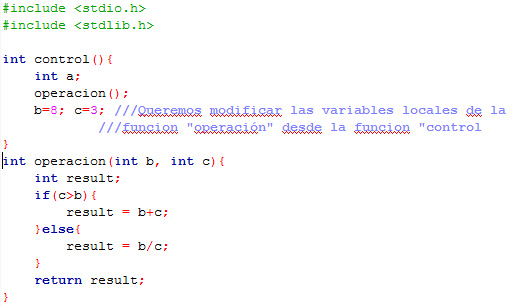 #include <stdio.h>
#include <stdlib.h>
int control(){
int a;
operacion();
b=8; c=3; ///Queremos modificar las variables locales de la
///funcion "operación" desde la funcion "control
}
int operacion(int b, int c){
int result;
if(c>b){
result = b+c;
}else{
result = b/c;
}
return result;
}